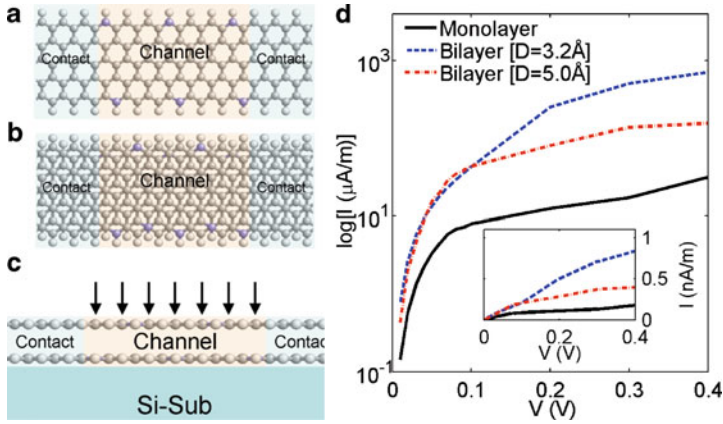 a
Contact
Channel
Contact
b
Contact
Channel
Contact
c
Contact
Channel
Conta
Si-Sub
d
Monolayer
Bilayer [D=3.2Å]
Bilayer [D=5.0Å]
log[I (μA/m)]
10³
10¹
10⁻¹
0
0.1
0.2
0.3
0.4
V (V)
1
0.5
0
I (nA/m)
0
0.2
0.4
V (V)